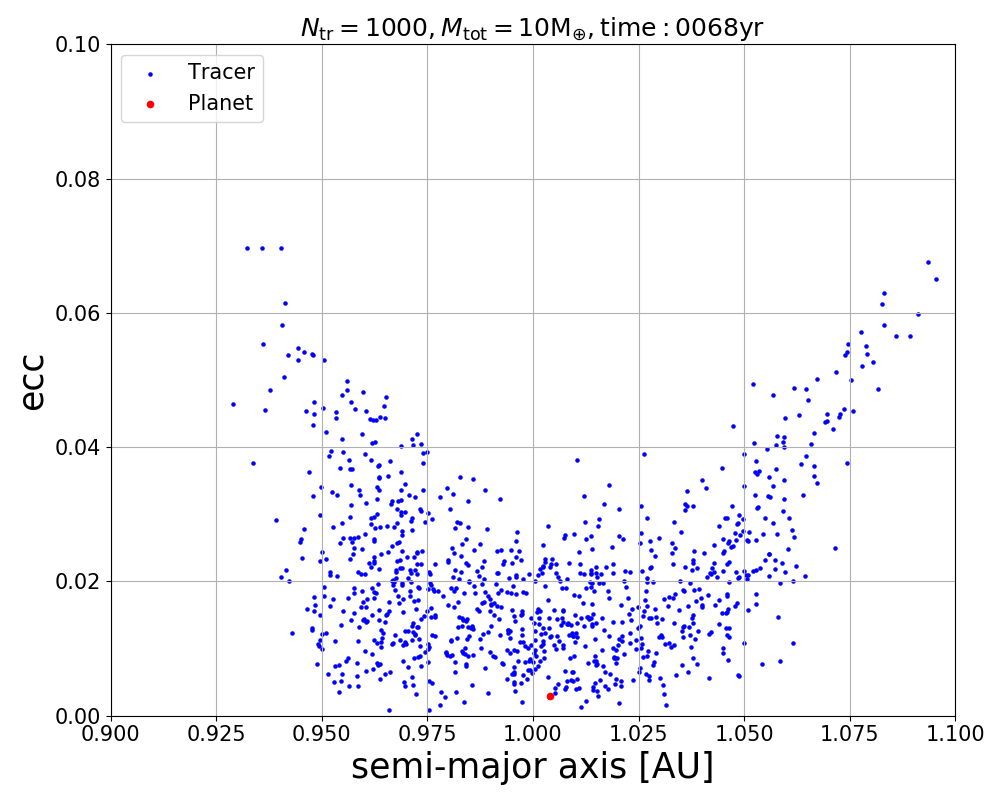 N_tr = 1000, M_tot = 10M_⊕, time : 0068yr
Tracer
Planet
ecc
0.10
0.08
0.06
0.04
0.02
0.00
0.900 0.925 0.950 0.975 1.000 1.025 1.050 1.075 1.100
semi-major axis [AU]